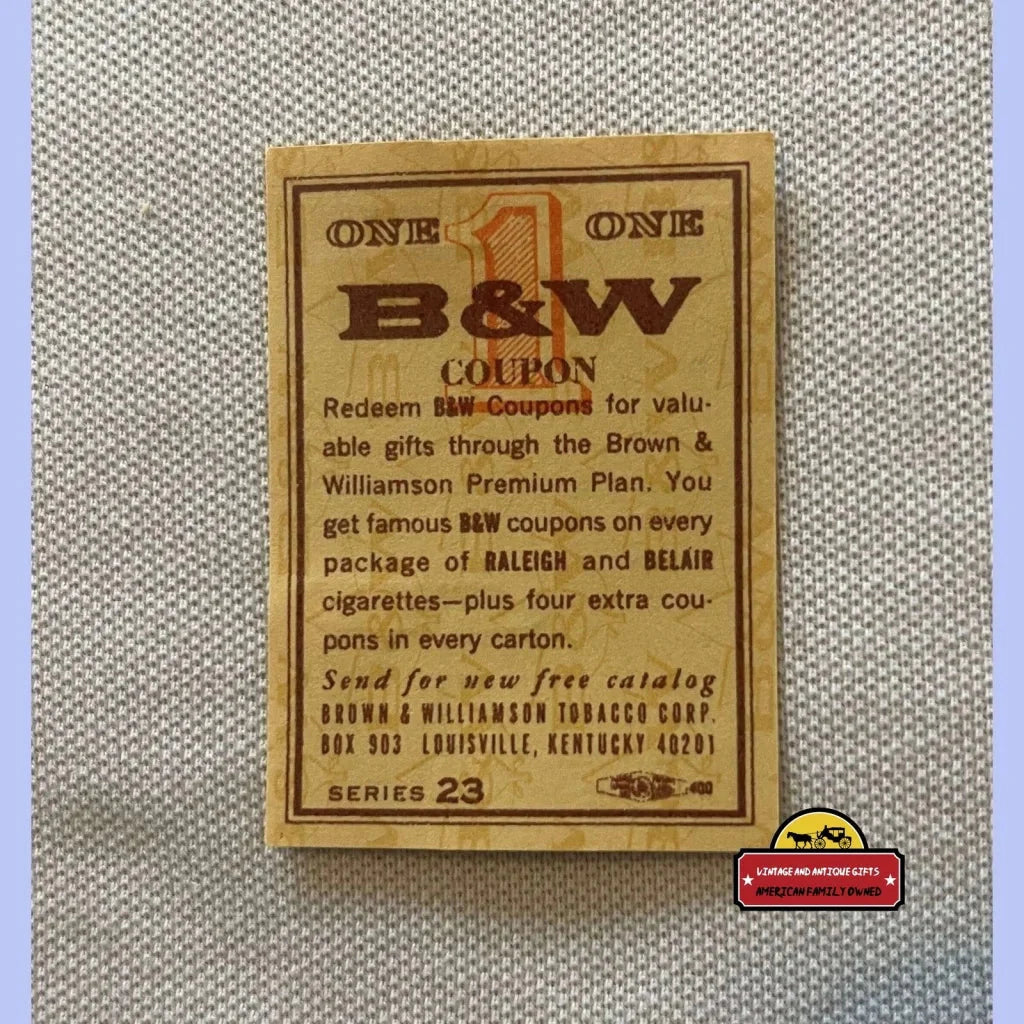 ONE 1 ONE
B&W
COUPON
Redeem B&W Coupons for valu-
able gifts through the Brown &
Williamson Premium Plan. You
get famous B&W coupons on every
package of RALEIGH and BELAIR
cigarettes—plus four extra cou-
pons in every carton.
Send for new free catalog
BROWN & WILLIAMSON TOBACCO CORP.
BOX 903 LOUISVILLE, KENTUCKY 40201
SERIES 23 400
VINTAGE AND ANTIQUE GIFTS
AMERICAN FAMILY OWNED